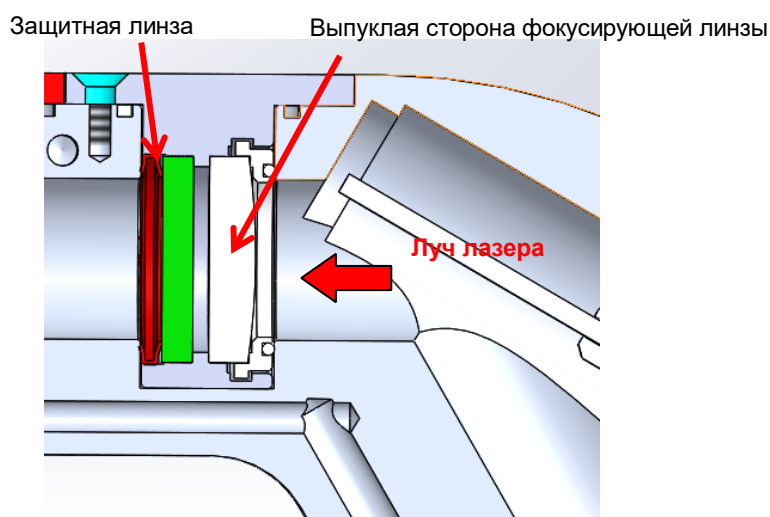 Защитная линза
Выпуклая сторона фокусирующей линзы
Луч лазера